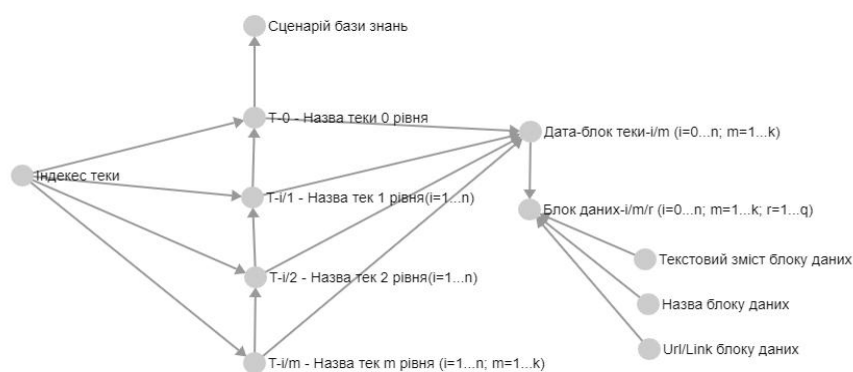 Сценарій бази знань
Т-0 - Назва теки 0 рівня
Дата-блок теки-i/m (i=0...n; m=1...k)
Індекес теки
Т-i/1 - Назва тек 1 рівня(i=1...n)
Блок даних-i/m/r (i=0...n; m=1...k; r=1...q)
Текстовий зміст блоку даних
Т-i/2 - Назва тек 2 рівня(i=1...n)
Назва блоку даних
Url/Link блоку даних
Т-i/m - Назва тек m рівня (i=1...n; m=1...k)